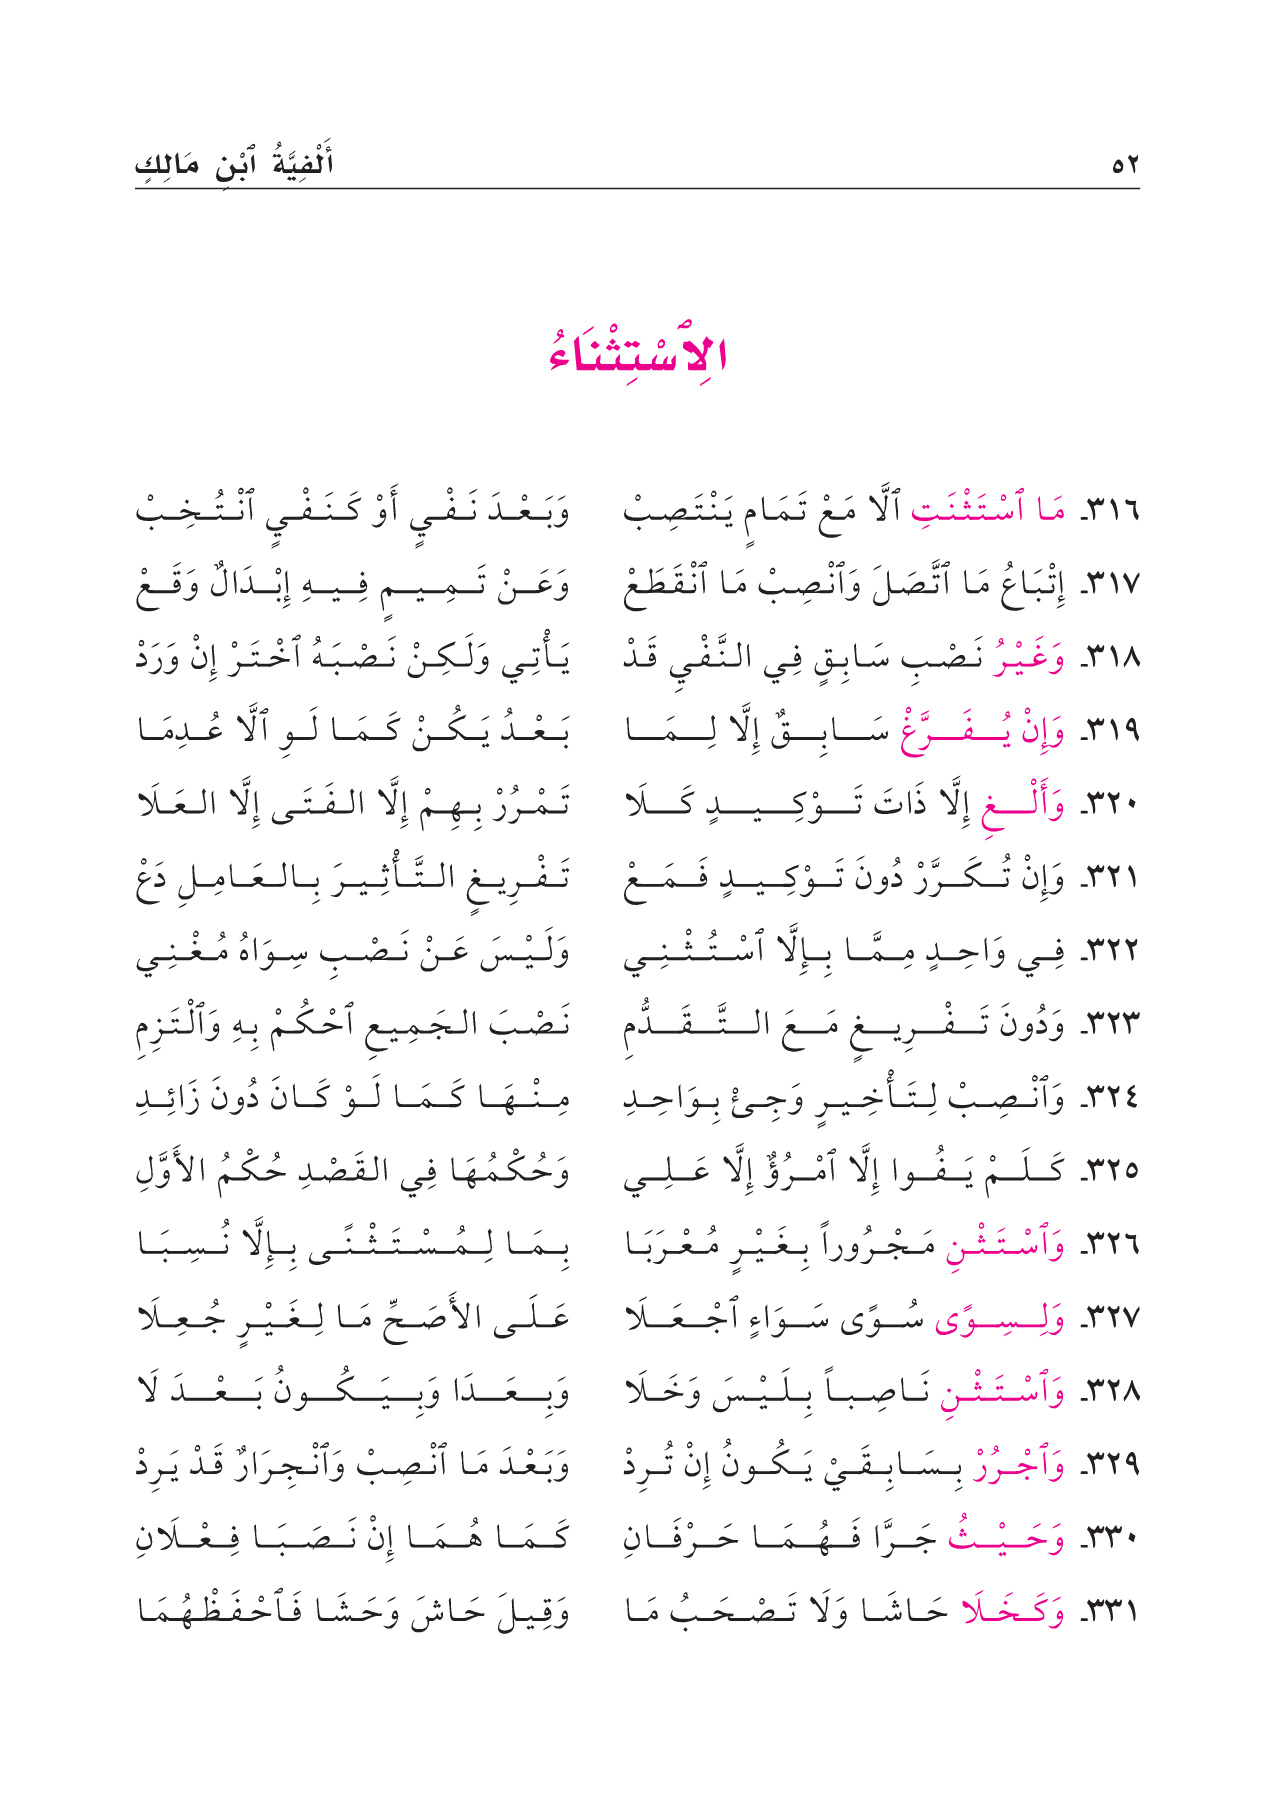 ٥٢ أَلْفِيَّةُ ٱبْنِ مَالِكٍ
الِٱسْتِثْنَاءُ
٣١٦ـ مَا ٱسْتَثْنَتِ ٱلَّا مَعْ تَمَامٍ يَنْتَصِبْ وَبَعْدَ نَفْيٍ أَوْ كَنَفْيٍ ٱنْتُخِبْ
٣١٧ـ إِتْبَاعُ مَا ٱتَّصَلَ وَٱنْصِبْ مَا ٱنْقَطَعْ وَعَنْ تَمِيمٍ فِيهِ إِبْدَالٌ وَقَعْ
٣١٨ـ وَغَيْرُ نَصْبِ سَابِقٍ فِي النَّفْيِ قَدْ يَأْتِي وَلَكِنْ نَصْبَهُ ٱخْتَرْ إِنْ وَرَدْ
٣١٩ـ وَإِنْ يُفَرَّغْ سَابِقٌ إِلَّا لِمَا بَعْدُ يَكُنْ كَمَا لَوِ ٱلَّا عُدِمَا
٣٢٠ـ وَأَلْغِ إِلَّا ذَاتَ تَوْكِيدٍ كَلَا تَمْرُرْ بِهِمْ إِلَّا الفَتَى إِلَّا العَلَا
٣٢١ـ وَإِنْ تُكَرَّرْ دُونَ تَوْكِيدٍ فَمَعْ تَفْرِيغٍ التَّأْثِيرَ بِالعَامِلِ دَعْ
٣٢٢ـ فِي وَاحِدٍ مِمَّا بِإِلَّا ٱسْتُثْنِي وَلَيْسَ عَنْ نَصْبِ سِوَاهُ مُغْنِي
٣٢٣ـ وَدُونَ تَفْرِيغٍ مَعَ التَّقَدُّمِ نَصْبَ الجَمِيعِ ٱحْكُمْ بِهِ وَٱلْتَزِمِ
٣٢٤ـ وَٱنْصِبْ لِتَأْخِيرٍ وَجِئْ بِوَاحِدِ مِنْهَا كَمَا لَوْ كَانَ دُونَ زَائِدِ
٣٢٥ـ كَلَمْ يَفُوا إِلَّا ٱمْرُؤٌ إِلَّا عَلِي وَحُكْمُهَا فِي القَصْدِ حُكْمُ الأَوَّلِ
٣٢٦ـ وَٱسْتَثْنِ مَجْرُوراً بِغَيْرٍ مُعْرَبَا بِمَا لِمُسْتَثْنًى بِإِلَّا نُسِبَا
٣٢٧ـ وَلِسِوًى سُوًى سَوَاءٍ ٱجْعَلَا عَلَى الأَصَحِّ مَا لِغَيْرٍ جُعِلَا
٣٢٨ـ وَٱسْتَثْنِ نَاصِباً بِلَيْسَ وَخَلَا وَبِعَدَا وَبِيَكُونُ بَعْدَ لَا
٣٢٩ـ وَٱجْرُرْ بِسَابِقَيْ يَكُونُ إِنْ تُرِدْ وَبَعْدَ مَا ٱنْصِبْ وَٱنْجِرَارٌ قَدْ يَرِدْ
٣٣٠ـ وَحَيْثُ جَرَّا فَهُمَا حَرْفَانِ كَمَا هُمَا إِنْ نَصَبَا فِعْلَانِ
٣٣١ـ وَكَخَلَا حَاشَا وَلَا تَصْحَبُ مَا وَقِيلَ حَاشَ وَحَشَا فَٱحْفَظْهُمَا